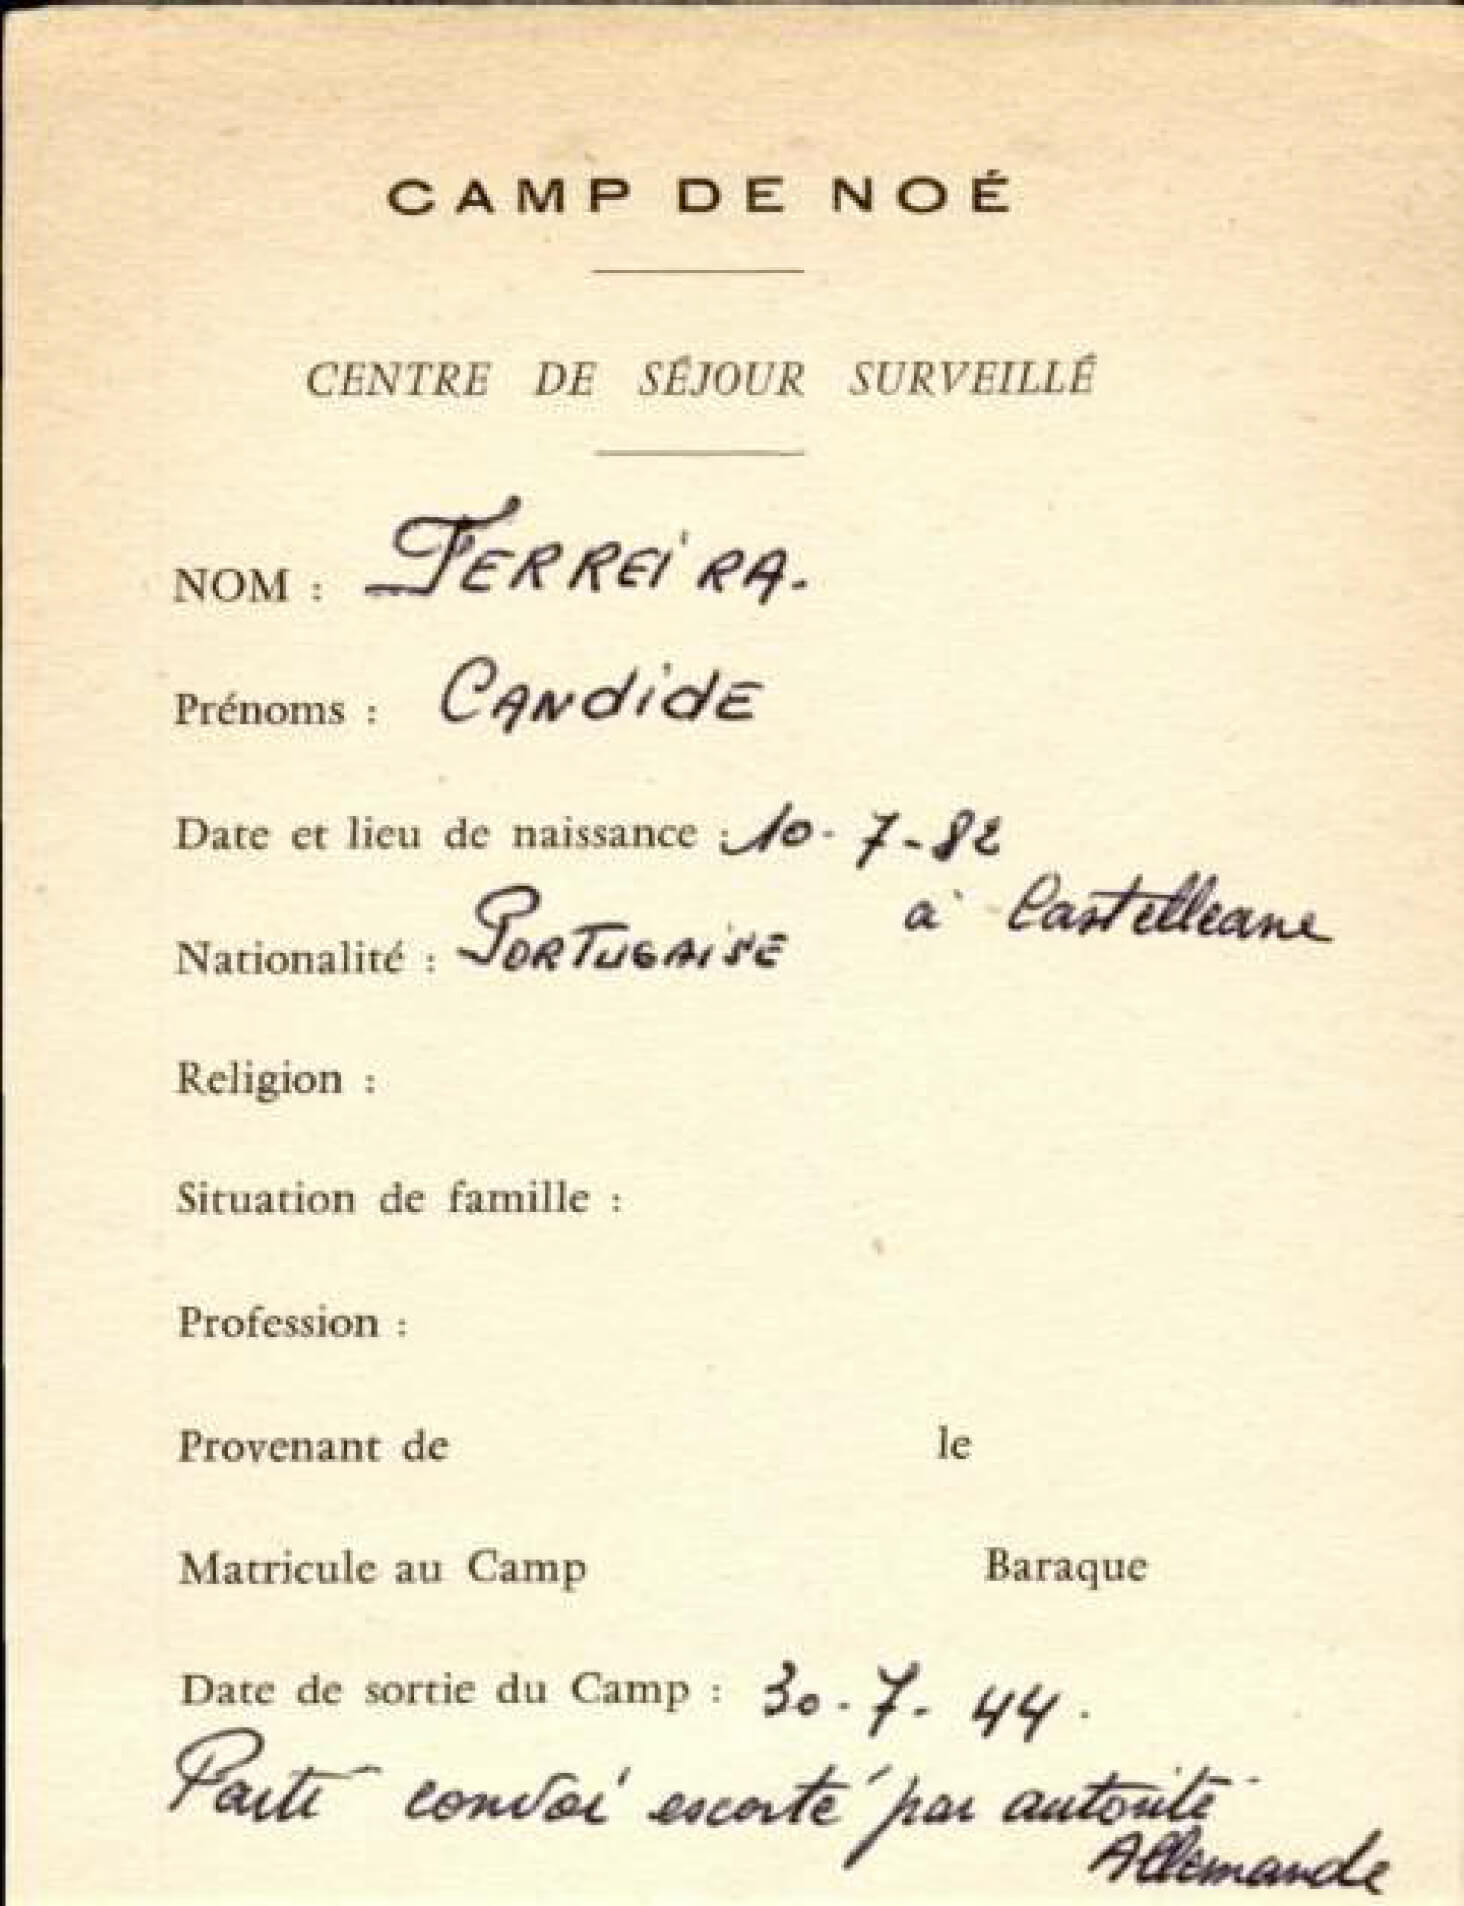 CAMP DE NOÉ
CENTRE DE SÉJOUR SURVEILLÉ
NOM : FERREiRA.
Prénoms : CANdidE
Date et lieu de naissance : 10-7-82
à Castelleane
Nationalité : PORTUGAiSE
Religion :
Situation de famille :
Profession :
Provenant de le
Matricule au Camp Baraque
Date de sortie du Camp : 30-7-44.
Parti convoi escorté par autorité
Allemande